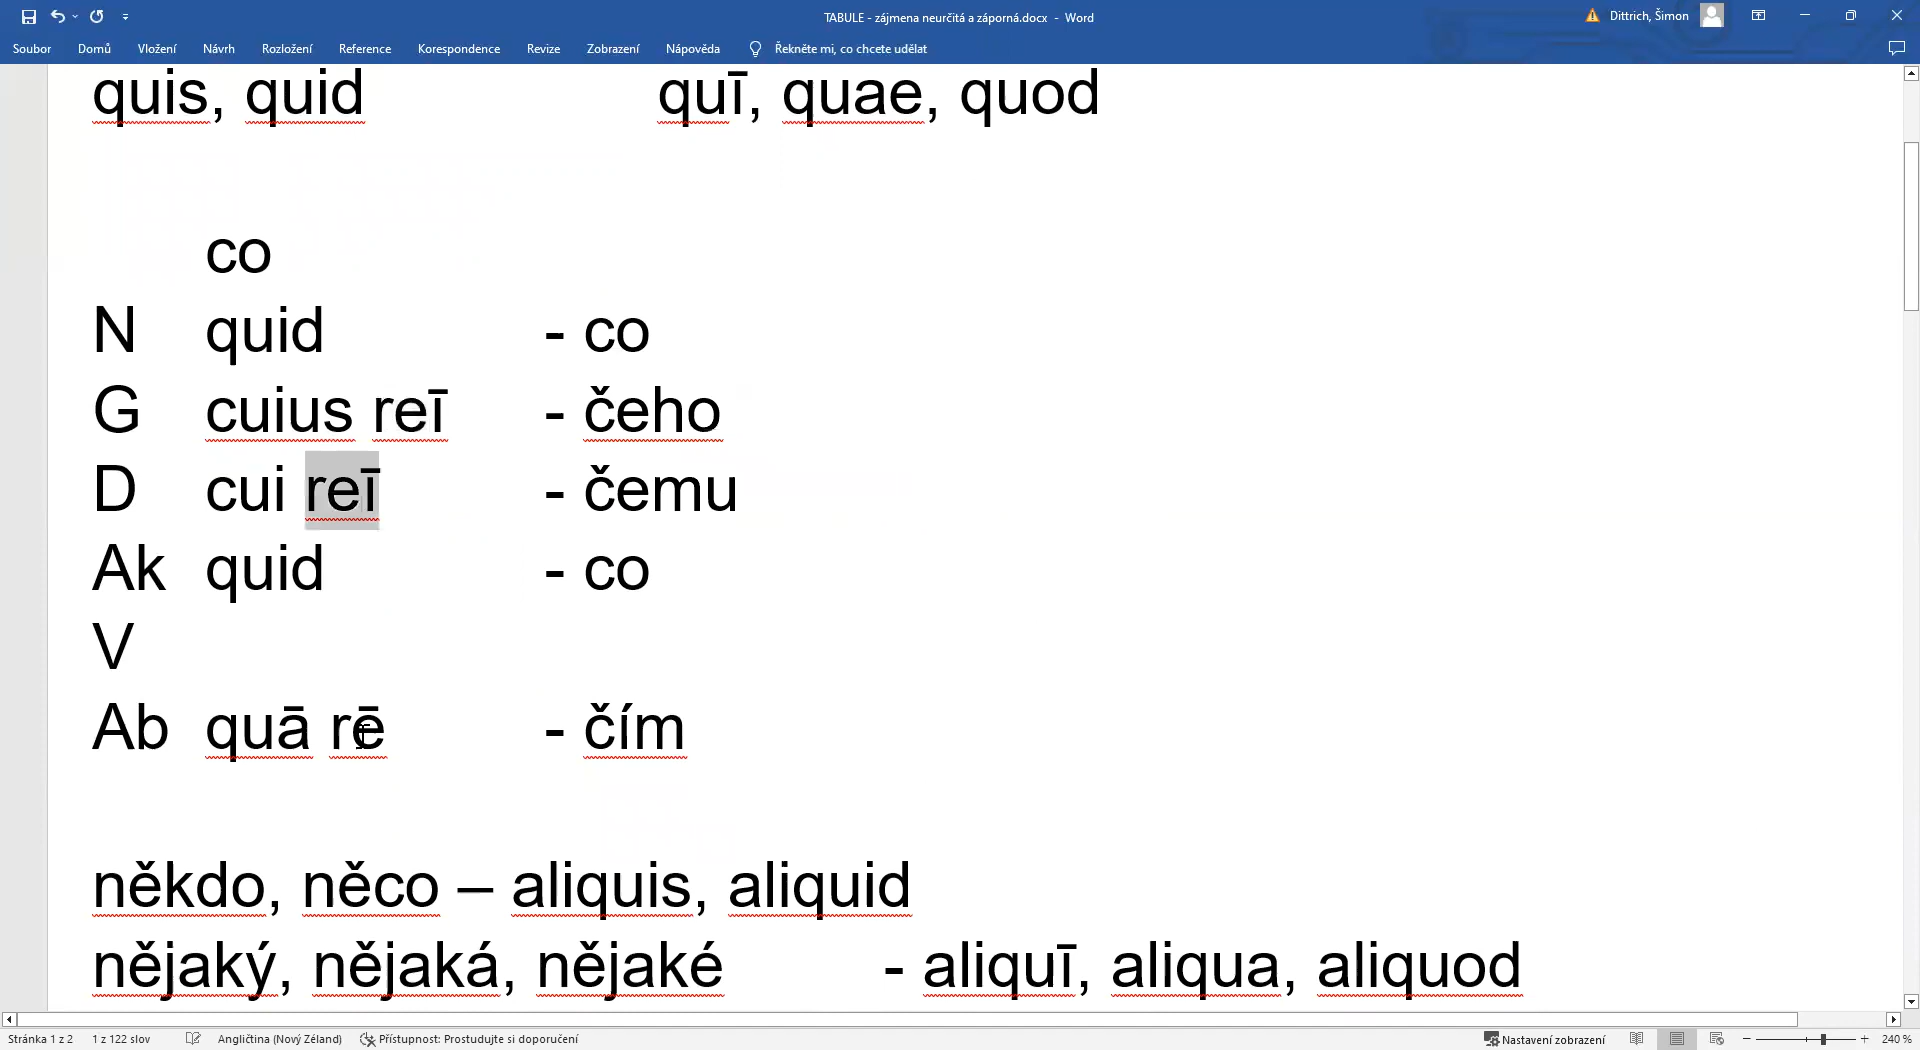 TABULE - zájmena neurčitá a záporná.docx - Word
Dittrich, Šimon
Soubor Domů Vložení Návrh Rozložení Reference Korespondence Revize Zobrazení Nápověda Řekněte mi, co chcete udělat
quis, quid quī, quae, quod
co
N quid - co
G cuius reī - čeho
D cui reī - čemu
Ak quid - co
V
Ab quā rē - čím
někdo, něco – aliquis, aliquid
nějaký, nějaká, nějaké - aliquī, aliqua, aliquod
Stránka 1 z 2 1 z 122 slov Angličtina (Nový Zéland) Přístupnost: Prostudujte si doporučení Nastavení zobrazení 240 %